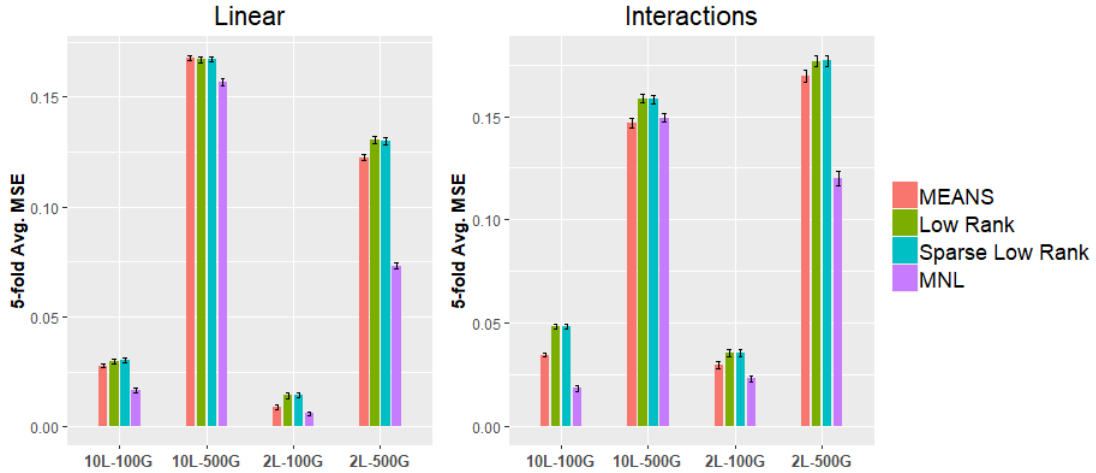 Linear
Interactions
5-fold Avg. MSE
0.15
0.10
0.05
0.00
10L-100G 10L-500G 2L-100G 2L-500G
5-fold Avg. MSE
0.15
0.10
0.05
0.00
10L-100G 10L-500G 2L-100G 2L-500G
MEANS
Low Rank
Sparse Low Rank
MNL